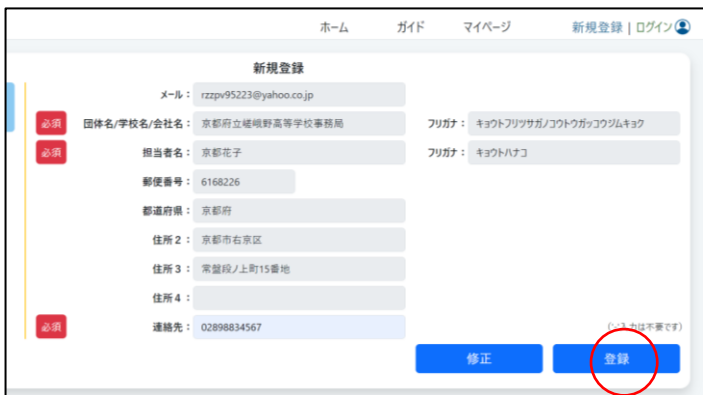 ホーム ガイド マイページ 新規登録 | ログイン
新規登録
メール： rzzpv95223@yahoo.co.jp
必須 団体名/学校名/会社名： 京都府立嵯峨野高等学校事務局 フリガナ： キョウトフリツサガノコウトウガッコウジムキョク
必須 担当者名： 京都花子 フリガナ： キョウトハナコ
郵便番号： 6168226
都道府県： 京都府
住所２： 京都市右京区
住所３： 常盤段ノ上町15番地
住所４：
必須 連絡先： 02898834567 入力は不要です)
修正 登録